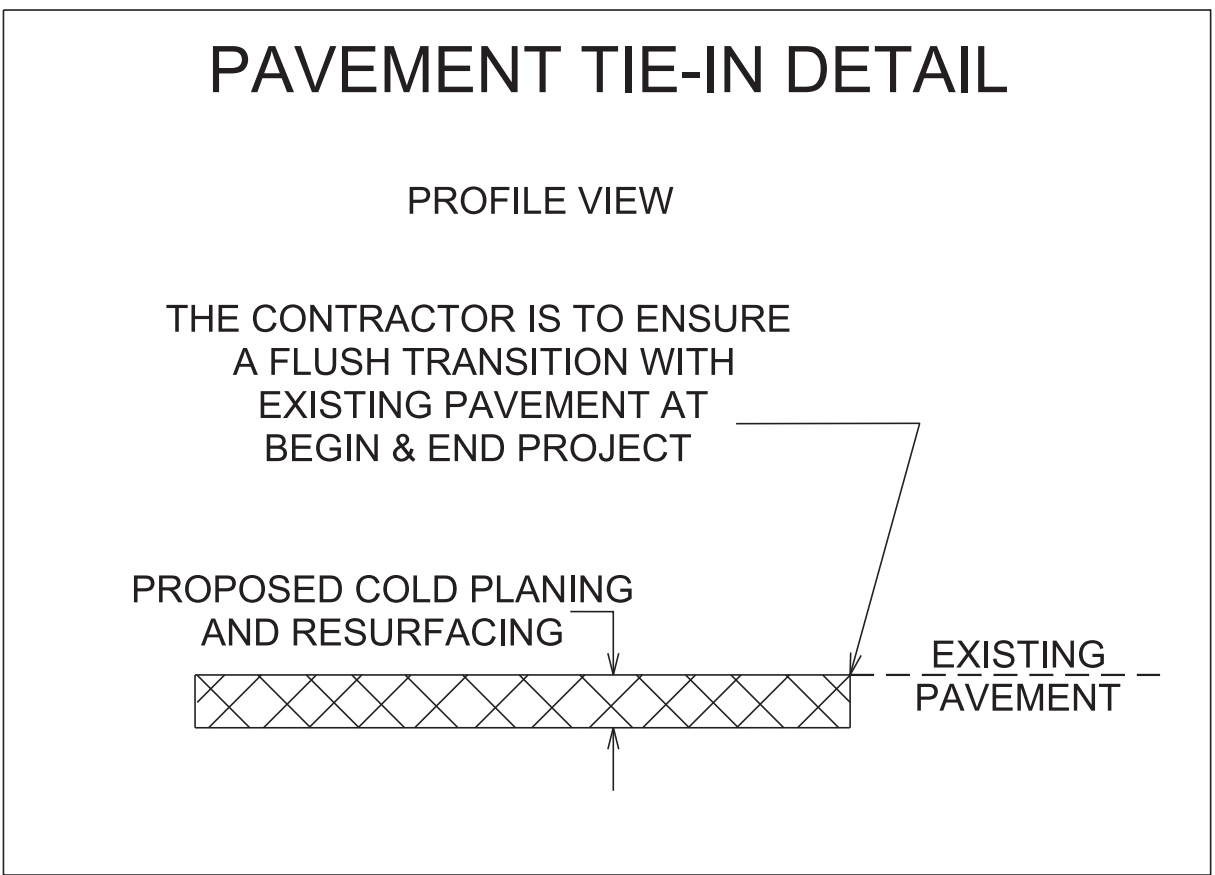 PAVEMENT TIE-IN DETAIL
PROFILE VIEW
THE CONTRACTOR IS TO ENSURE
A FLUSH TRANSITION WITH
EXISTING PAVEMENT AT
BEGIN & END PROJECT
PROPOSED COLD PLANING
AND RESURFACING
EXISTING
PAVEMENT